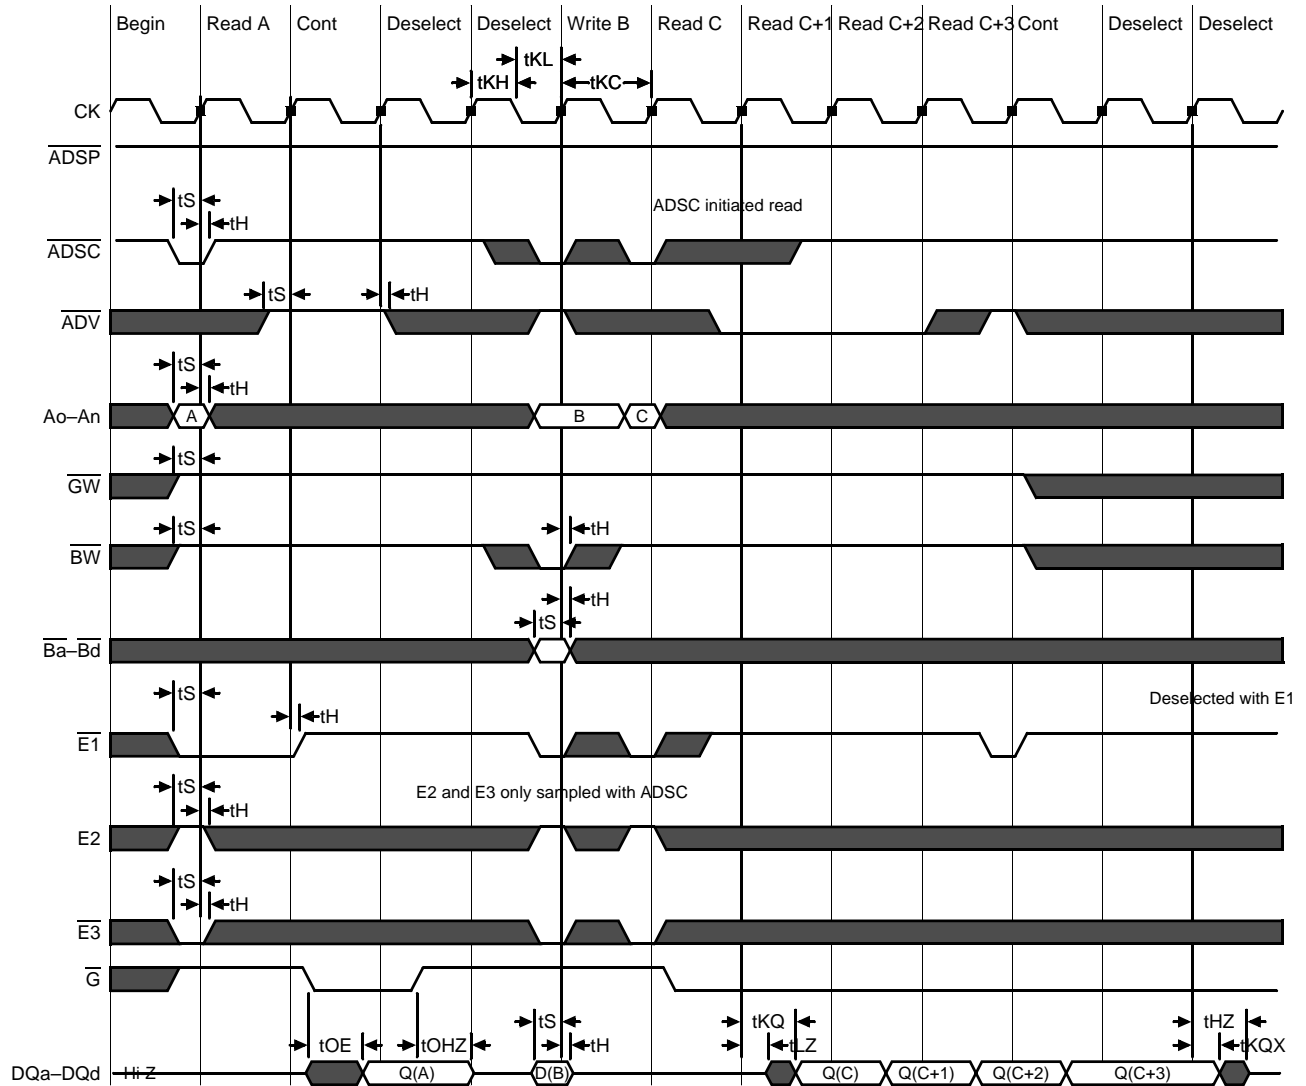 Begin Read A Cont Deselect Deselect Write B Read C Read C+1 Read C+2 Read C+3 Cont Deselect Deselect
tKL
tKH tKC
CK
ADSP
tS ADSC initiated read
tH
ADSC
tS tH
ADV
tS
tH
Ao–An A B C
tS
GW
tS tH
BW
tH
tS
Ba–Bd
tS Deselected with E1
tH
E1
tS E2 and E3 only sampled with ADSC
tH
E2
tS
tH
E3
G
tS tKQ tHZ
tOE tOHZ tH tLZ tKQX
DQa–DQd Hi-Z Q(A) D(B) Q(C) Q(C+1) Q(C+2) Q(C+3)